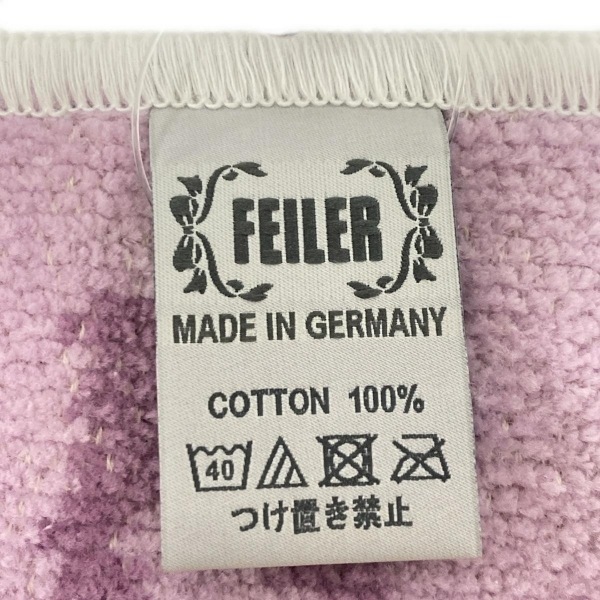 FEILER
MADE IN GERMANY
COTTON 100%
40
つけ置き禁止